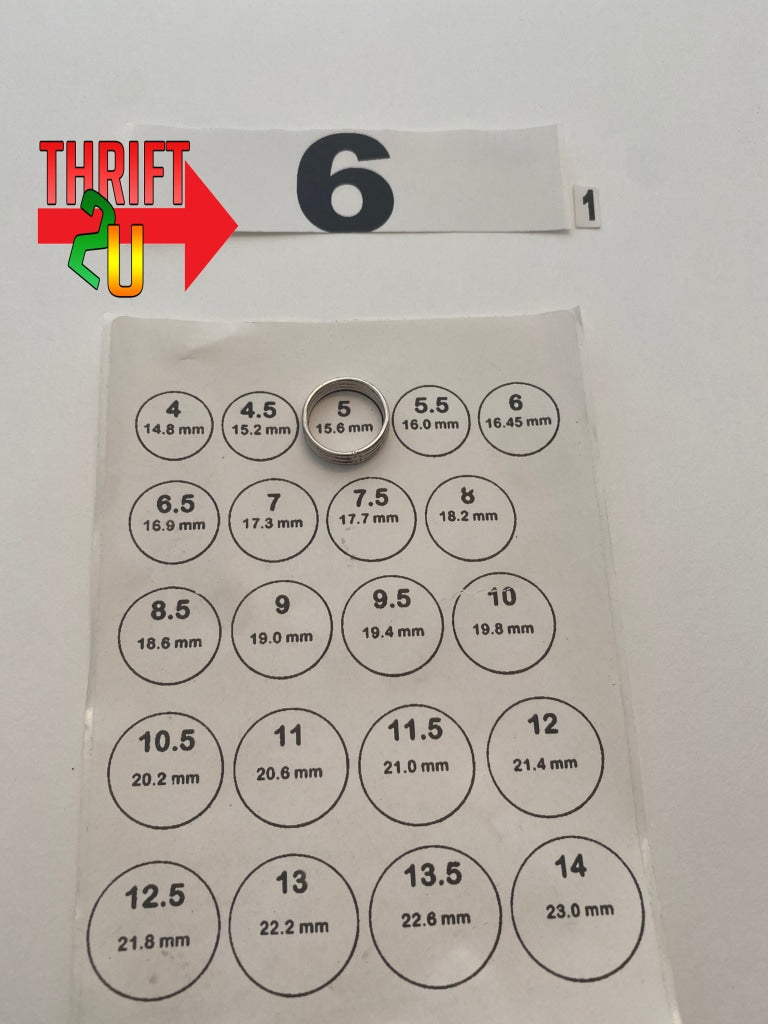 THRIFT
2U
6
1
4 4.5 5 5.5 6
14.8 mm 15.2 mm 15.6 mm 16.0 mm 16.45 mm
6.5 7 7.5 8
16.9 mm 17.3 mm 17.7 mm 18.2 mm
8.5 9 9.5 10
18.6 mm 19.0 mm 19.4 mm 19.8 mm
10.5 11 11.5 12
20.2 mm 20.6 mm 21.0 mm 21.4 mm
12.5 13 13.5 14
21.8 mm 22.2 mm 22.6 mm 23.0 mm